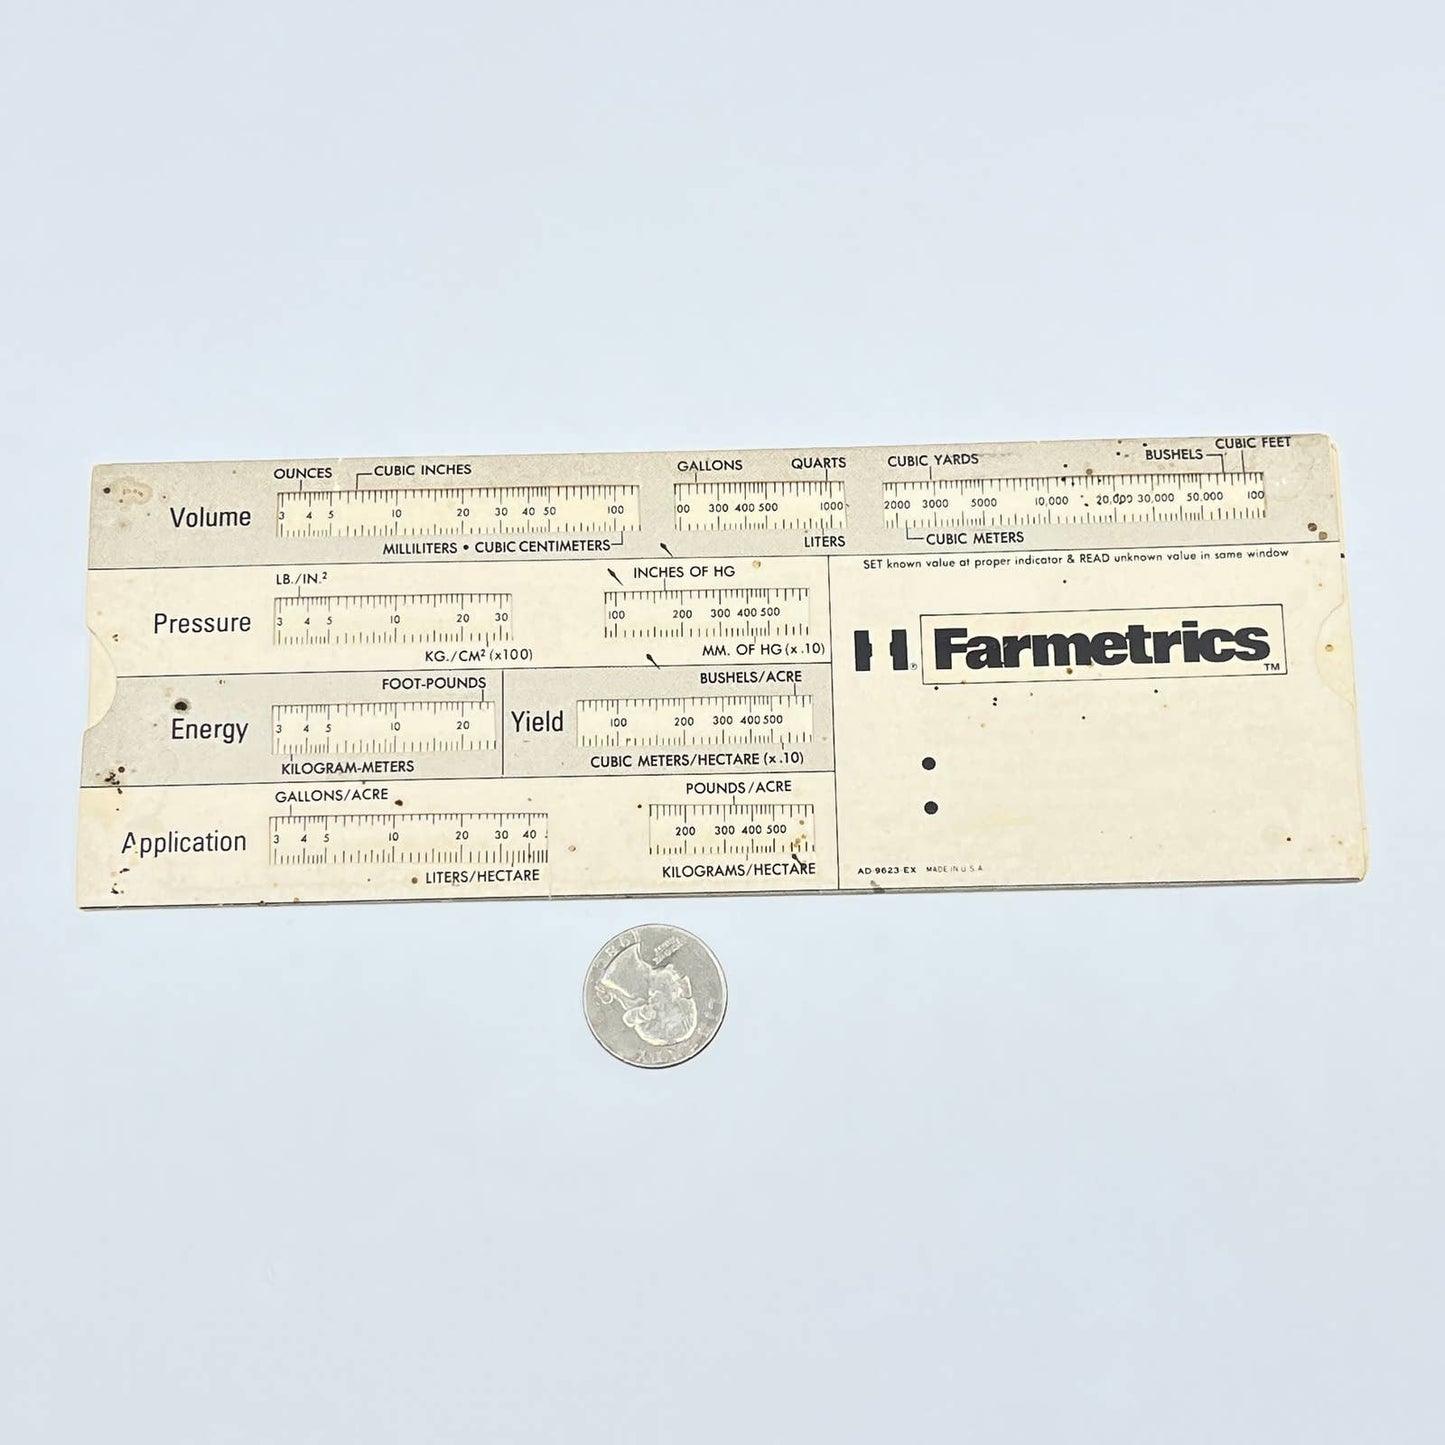 OUNCES CUBIC INCHES GALLONS QUARTS CUBIC YARDS BUSHELS CUBIC FEET
Volume
3 4 5 10 20 30 40 50 100
00 300 400 500 1000
2000 3000 5000 10,000 20,000 30,000 50,000 100
MILLILITERS • CUBIC CENTIMETERS LITERS CUBIC METERS
SET known value at proper indicator & READ unknown value in same window
LB./IN.² INCHES OF HG
Pressure
3 4 5 10 20 30
100 200 300 400 500
KG./CM² (x100) MM. OF HG (x .10)
FOOT-POUNDS BUSHELS/ACRE
Energy
3 4 5 10 20
Yield
100 200 300 400 500
KILOGRAM-METERS CUBIC METERS/HECTARE (x .10)
GALLONS/ACRE POUNDS/ACRE
Application
3 4 5 10 20 30 40
200 300 400 500
LITERS/HECTARE KILOGRAMS/HECTARE
H® Farmetrics™
AD 9623-EX MADE IN U.S.A.